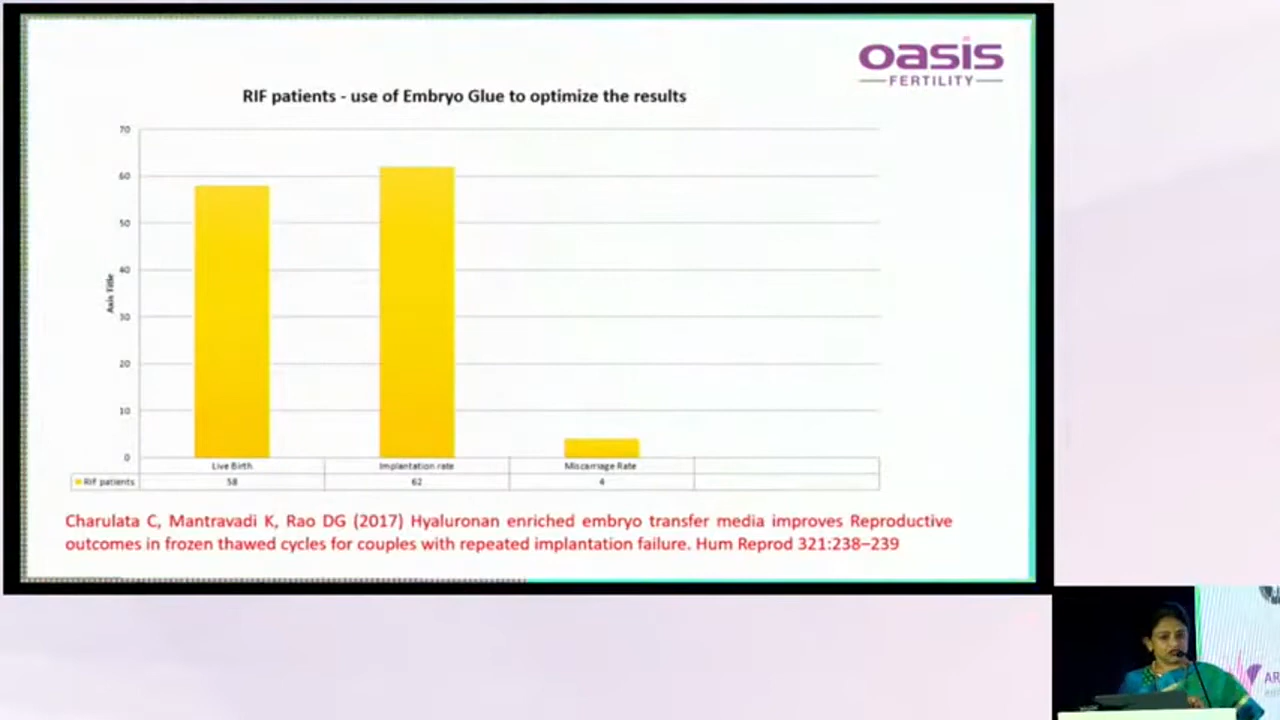 oasis
FERTILITY
RIF patients - use of Embryo Glue to optimize the results
70
60
50
40
30
20
10
0
Axis Title
Live Birth Implantation rate Miscarriage Rate
RIF patients 58 62 4
Charulata C, Mantravadi K, Rao DG (2017) Hyaluronan enriched embryo transfer media improves Reproductive
outcomes in frozen thawed cycles for couples with repeated implantation failure. Hum Reprod 321:238–239
AR